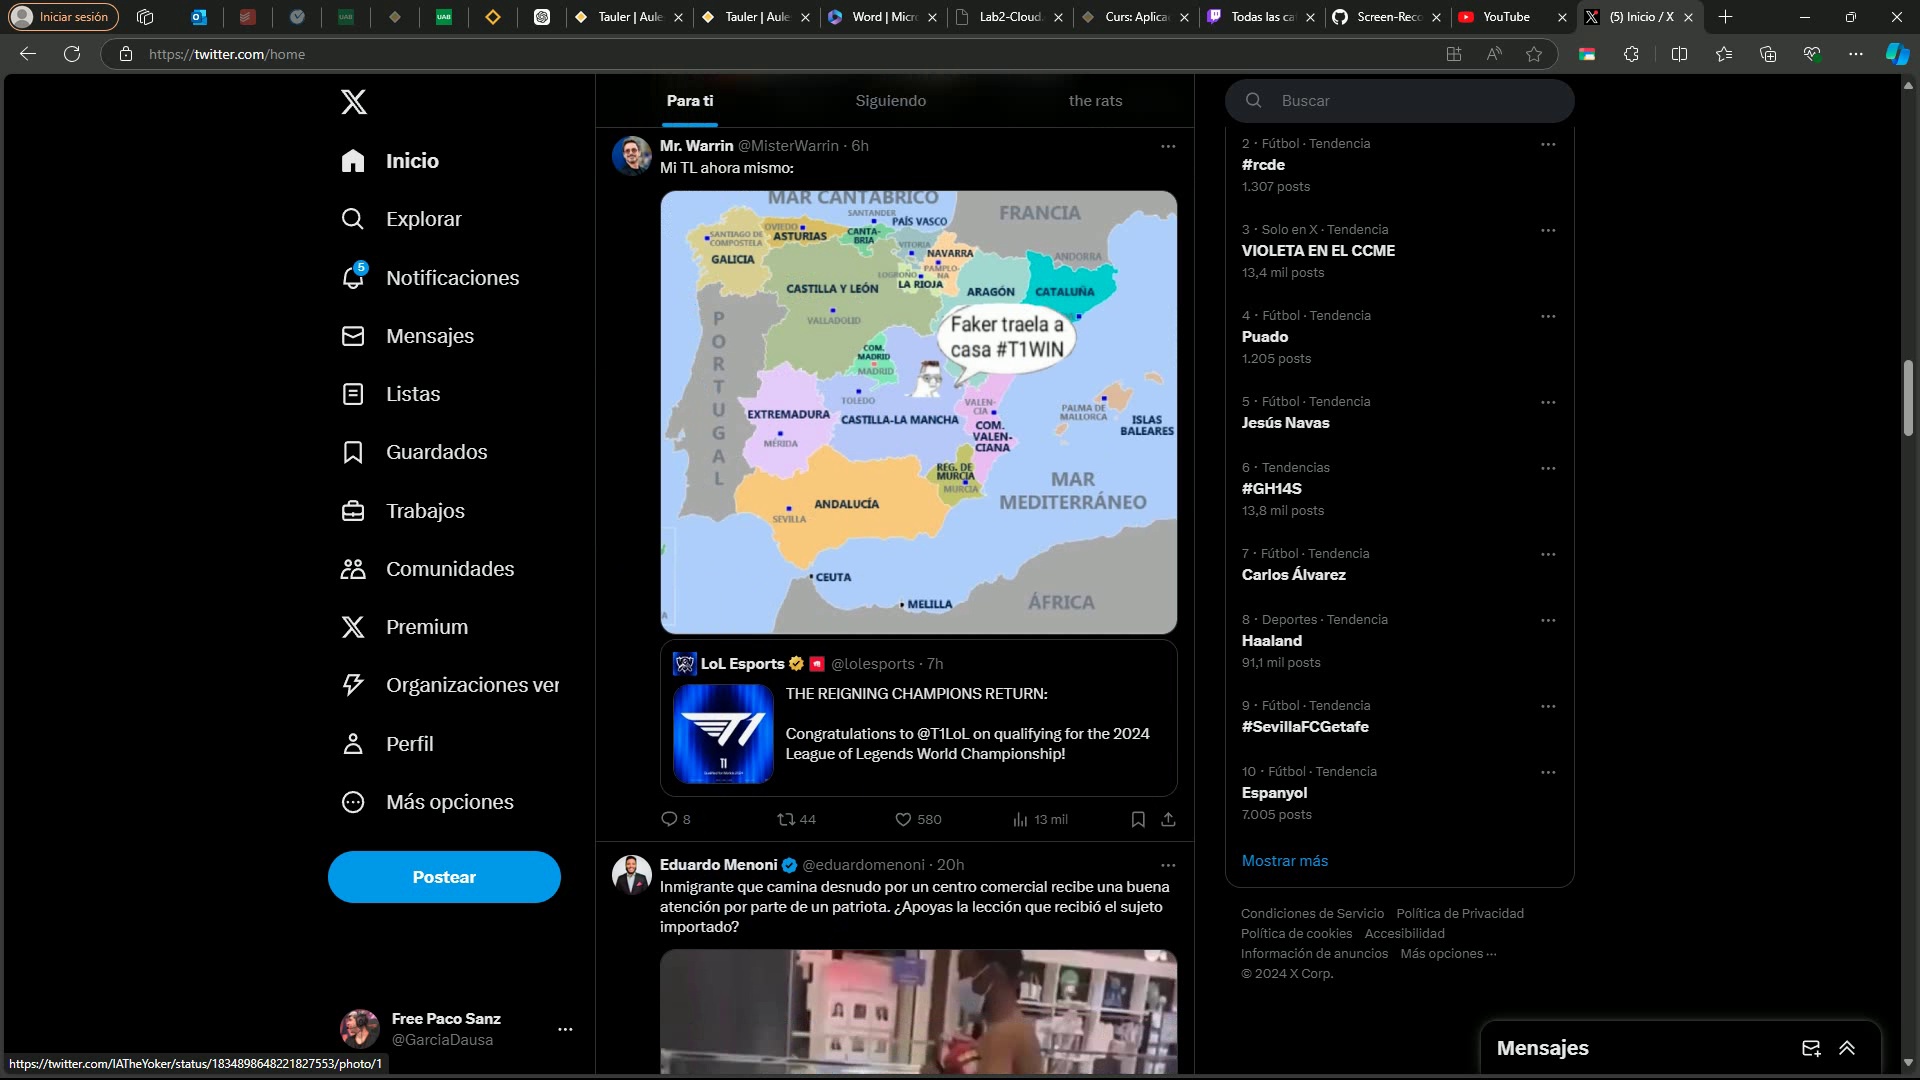 Iniciar sesión
Tauler | Aule
Tauler | Aule
Word | Micr
Lab2-Cloud
Curs: Aplica
Todas las ca
Screen-Reco
YouTube
(5) Inicio / X
https://twitter.com/home
Para ti
Siguiendo
the rats
Buscar
Inicio
Explorar
5
Notificaciones
Mensajes
Listas
Guardados
Trabajos
Comunidades
Premium
Organizaciones ver
Perfil
Más opciones
Postear
Free Paco Sanz
@GarciaDausa
https://twitter.com/IATheYoker/status/1834898648221827553/photo/1
Mr. Warrin @MisterWarrin · 6h
Mi TL ahora mismo:
MAR CANTÁBRICO
FRANCIA
SANTANDER
PAÍS VASCO
OVIEDO
ASTURIAS
CANTA-
BRIA
SANTIAGO DE
COMPOSTELA
VITORIA
NAVARRA
GALICIA
ANDORRA
PAMPLO-
NA
LOGROÑO
LA RIOJA
CASTILLA Y LEÓN
ARAGÓN
CATALUÑA
VALLADOLID
PORTUGAL
Faker traela a
casa #T1WIN
COM.
MADRID
MADRID
TOLEDO
VALEN-
CIA
PALMA DE
MALLORCA
ISLAS
BALEARES
EXTREMADURA
CASTILLA-LA MANCHA
COM.
VALEN-
CIANA
MÉRIDA
REG. DE
MURCIA
MURCIA
MAR
MEDITERRÁNEO
ANDALUCÍA
SEVILLA
CEUTA
MELILLA
ÁFRICA
LoL Esports @lolesports · 7h
THE REIGNING CHAMPIONS RETURN:
Congratulations to @T1LoL on qualifying for the 2024
League of Legends World Championship!
T1
8
44
580
13 mil
Eduardo Menoni @eduardomenoni · 20h
Inmigrante que camina desnudo por un centro comercial recibe una buena
atención por parte de un patriota. ¿Apoyas la lección que recibió el sujeto
importado?
2 · Fútbol · Tendencia
#rcde
1.307 posts
3 · Solo en X · Tendencia
VIOLETA EN EL CCME
13,4 mil posts
4 · Fútbol · Tendencia
Puado
1.205 posts
5 · Fútbol · Tendencia
Jesús Navas
6 · Tendencias
#GH14S
13,8 mil posts
7 · Fútbol · Tendencia
Carlos Álvarez
8 · Deportes · Tendencia
Haaland
91,1 mil posts
9 · Fútbol · Tendencia
#SevillaFCGetafe
10 · Fútbol · Tendencia
Espanyol
7.005 posts
Mostrar más
Condiciones de Servicio Política de Privacidad
Política de cookies Accesibilidad
Información de anuncios Más opciones ···
© 2024 X Corp.
Mensajes